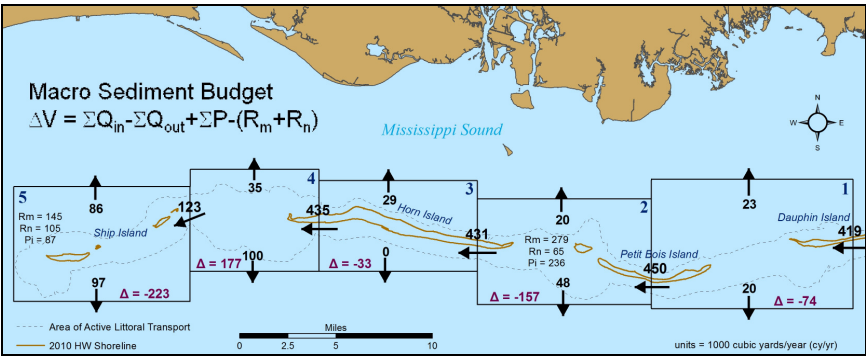 Macro Sediment Budget
ΔV = ΣQin-ΣQout+ΣP-(Rm+Rn)
Mississippi Sound
N
W E
S
5
86
Rm = 145
Rn = 105
Pi = 87
Ship Island
123
97
Δ = -223
4
35
100
Δ = 177
3
29
435
Horn Island
431
0
Δ = -33
2
20
Rm = 279
Rn = 65
Pi = 236
Petit Bois Island
450
48
Δ = -157
1
23
Dauphin Island
419
20
Δ = -74
Area of Active Littoral Transport
2010 HW Shoreline
Miles
0 2.5 5 10
units = 1000 cubic yards/year (cy/yr)